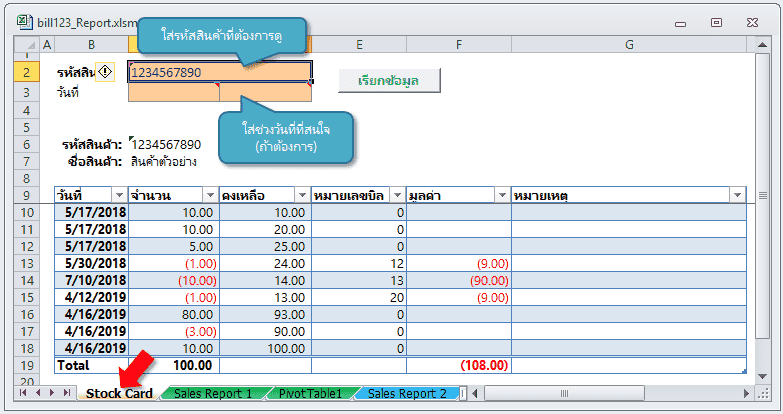 bill123_Report.xlsm
ใส่รหัสสินค้าที่ต้องการดู
A B E F G
2 รหัสสิน 1234567890
เรียกข้อมูล
3 วันที่
4
5
ใส่ช่วงวันที่ที่สนใจ
(ถ้าต้องการ)
6 รหัสสินค้า: 1234567890
7 ชื่อสินค้า: สินค้าตัวอย่าง
8
9 วันที่ จำนวน คงเหลือ หมายเลขบิล มูลค่า หมายเหตุ
10 5/17/2018 10.00 10.00 0
11 5/17/2018 10.00 20.00 0
12 5/17/2018 5.00 25.00 0
13 5/30/2018 (1.00) 24.00 12 (9.00)
14 7/10/2018 (10.00) 14.00 13 (90.00)
15 4/12/2019 (1.00) 13.00 20 (9.00)
16 4/16/2019 80.00 93.00 0
17 4/16/2019 (3.00) 90.00 0
18 4/16/2019 10.00 100.00 0
19 Total 100.00 (108.00)
20
Stock Card Sales Report 1 PivotTable1 Sales Report 2